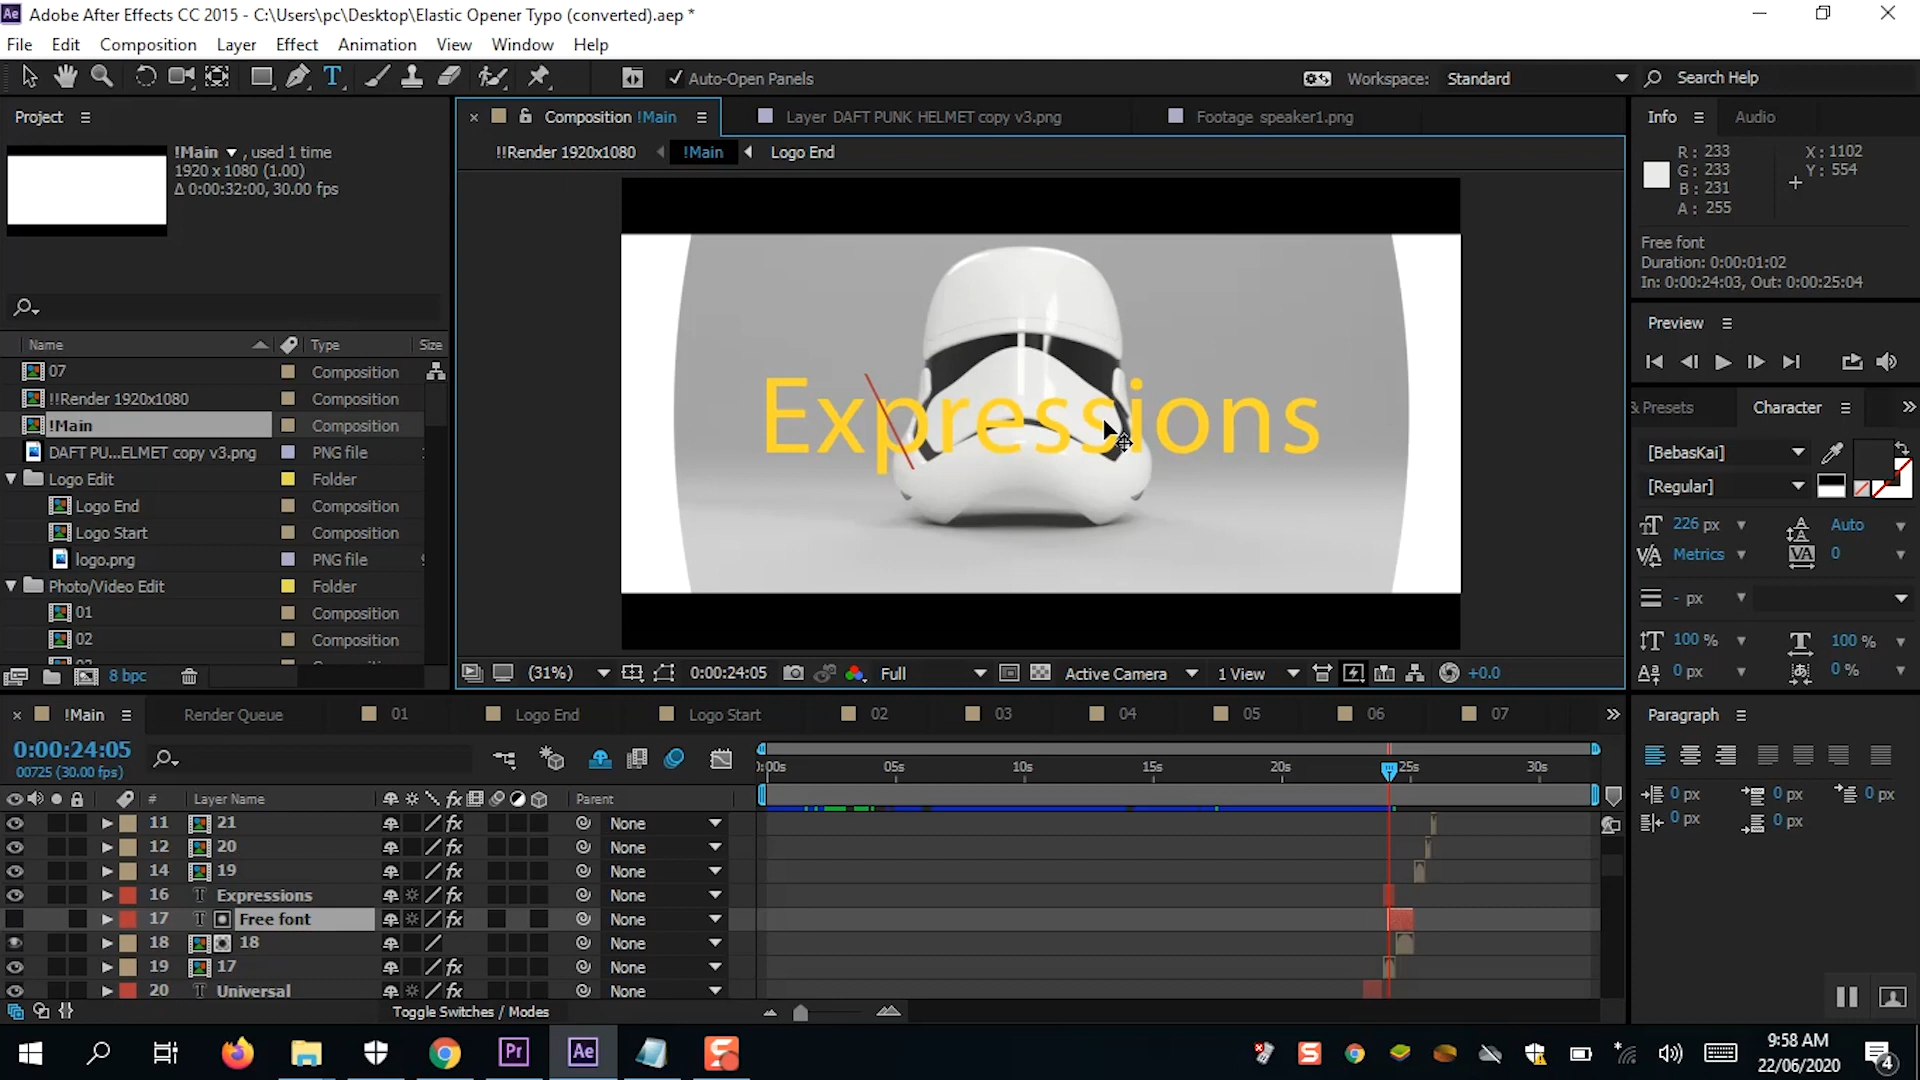 Ae Adobe After Effects CC 2015 - C:\Users\pc\Desktop\Elastic Opener Typo (converted).aep *
File Edit Composition Layer Effect Animation View Window Help
Auto-Open Panels
Workspace: Standard
Search Help
Project
!Main , used 1 time
1920 x 1080 (1.00)
Δ 0:00:32:00, 30.00 fps
Name Type Size
07 Composition
!!Render 1920x1080 Composition
!Main Composition
DAFT PU...ELMET copy v3.png PNG file
Logo Edit Folder
Logo End Composition
Logo Start Composition
logo.png PNG file
Photo/Video Edit Folder
01 Composition
02 Composition
8 bpc
Composition !Main
Layer DAFT PUNK HELMET copy v3.png
Footage speaker1.png
!!Render 1920x1080 !Main Logo End
Expressions
(31%) 0:00:24:05 Full Active Camera 1 View +0.0
Info Audio
R: 233 X: 1102
G: 233 Y: 554
B: 231
A: 255
Free font
Duration: 0:00:01:02
In: 0:00:24:03, Out: 0:00:25:04
Preview
& Presets Character
[BebasKai]
[Regular]
226 px Auto
Metrics 0
- px
100 % 100 %
0 px 0 %
Paragraph
0 px 0 px 0 px
0 px 0 px
!Main Render Queue 01 Logo End Logo Start 02 03 04 05 06 07
0:00:24:05
00725 (30.00 fps)
):00s 05s 10s 15s 20s 25s 30s
# Layer Name Parent
11 21 fx None
12 20 fx None
14 19 fx None
16 T Expressions fx None
17 T Free font fx None
18 18 None
19 17 fx None
20 T Universal fx None
Toggle Switches / Modes
Pr Ae S
S
9:58 AM
22/06/2020
4